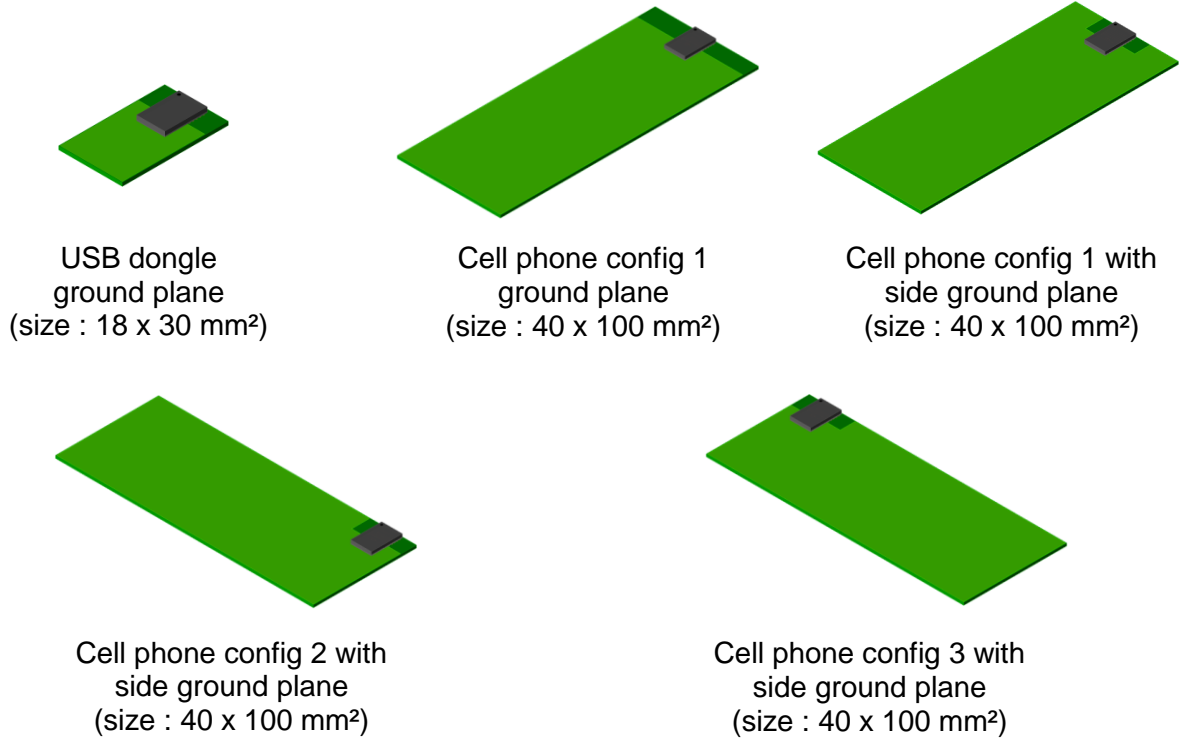 USB dongle
ground plane
(size : 18 x 30 mm²)
Cell phone config 1
ground plane
(size : 40 x 100 mm²)
Cell phone config 1 with
side ground plane
(size : 40 x 100 mm²)
Cell phone config 2 with
side ground plane
(size : 40 x 100 mm²)
Cell phone config 3 with
side ground plane
(size : 40 x 100 mm²)